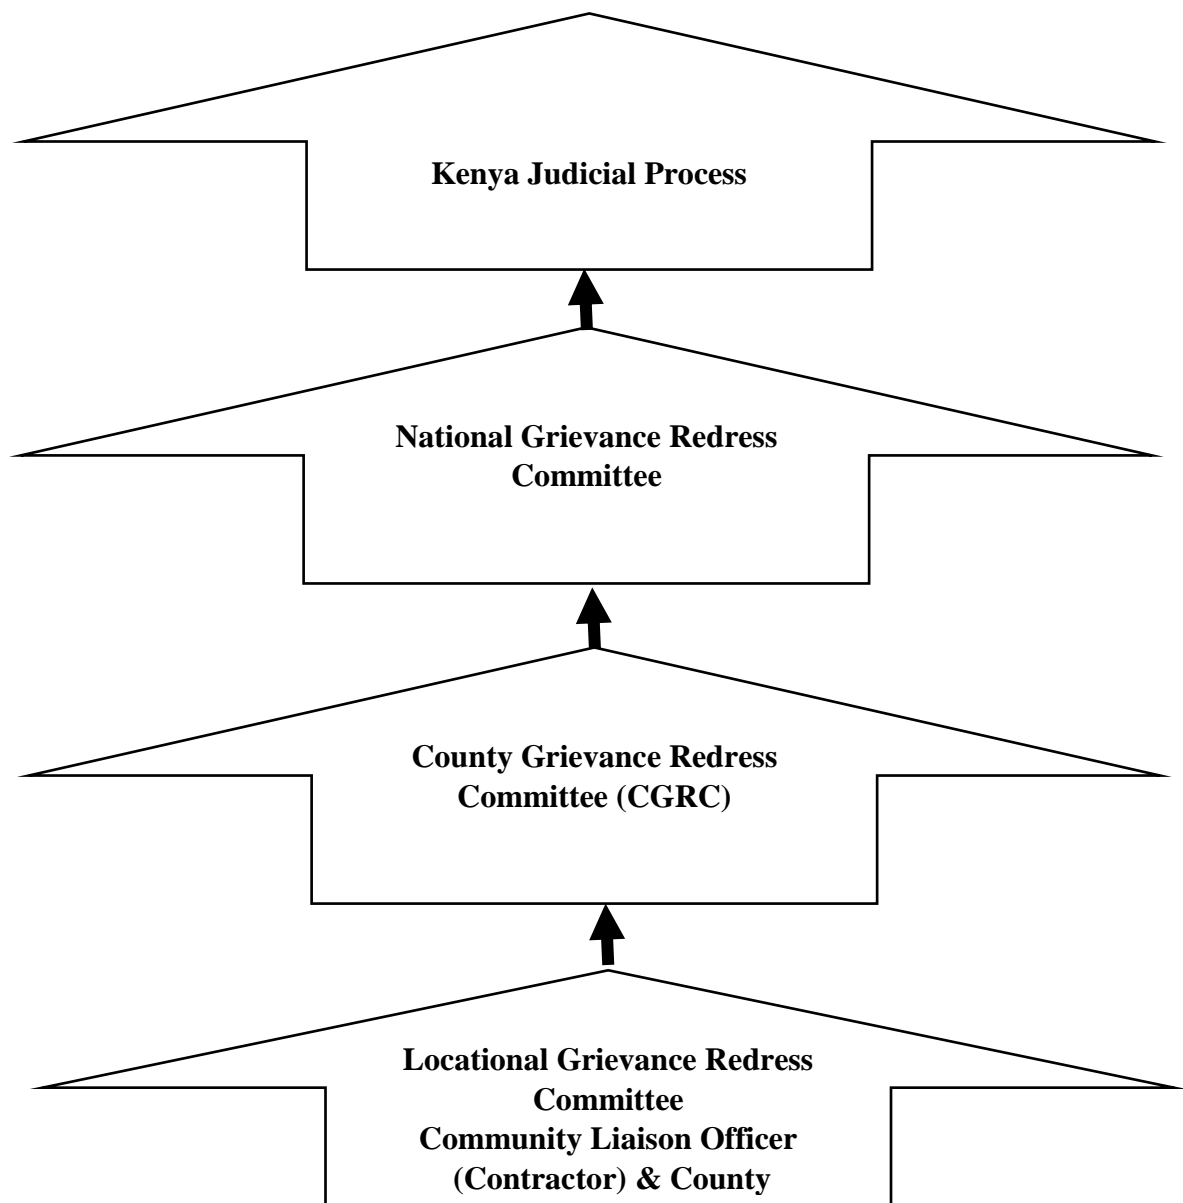 Kenya Judicial Process
National Grievance Redress
Committee
County Grievance Redress
Committee (CGRC)
Locational Grievance Redress
Committee
Community Liaison Officer
(Contractor) & County